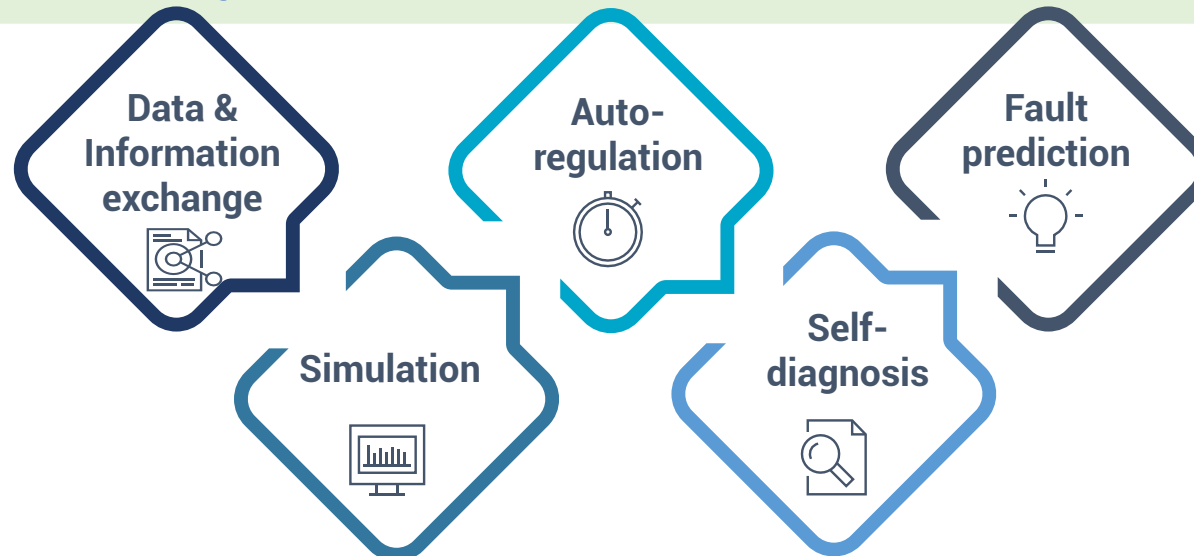 Data &
Information
exchange
Simulation
Auto-
regulation
Self-
diagnosis
Fault
prediction